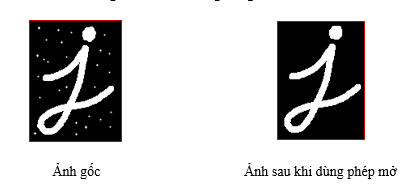 j
j
Ảnh gốc
Ảnh sau khi dùng phép mở